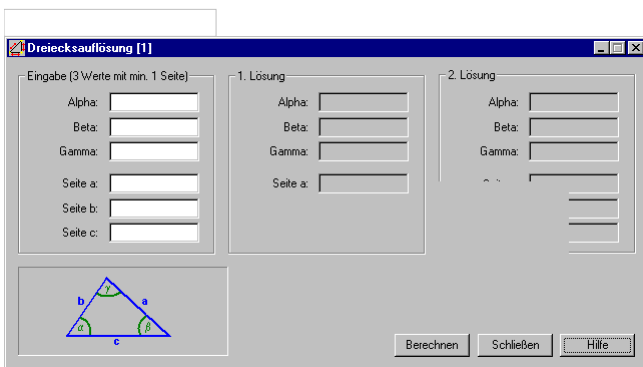 Dreiecksauflösung [1]
Eingabe (3 Werte mit min. 1 Seite)
Alpha:
Beta:
Gamma:
Seite a:
Seite b:
Seite c:
1. Lösung
Alpha:
Beta:
Gamma:
Seite a:
2. Lösung
Alpha:
Beta:
Gamma:
γ
b
a
α
β
c
Berechnen
Schließen
Hilfe